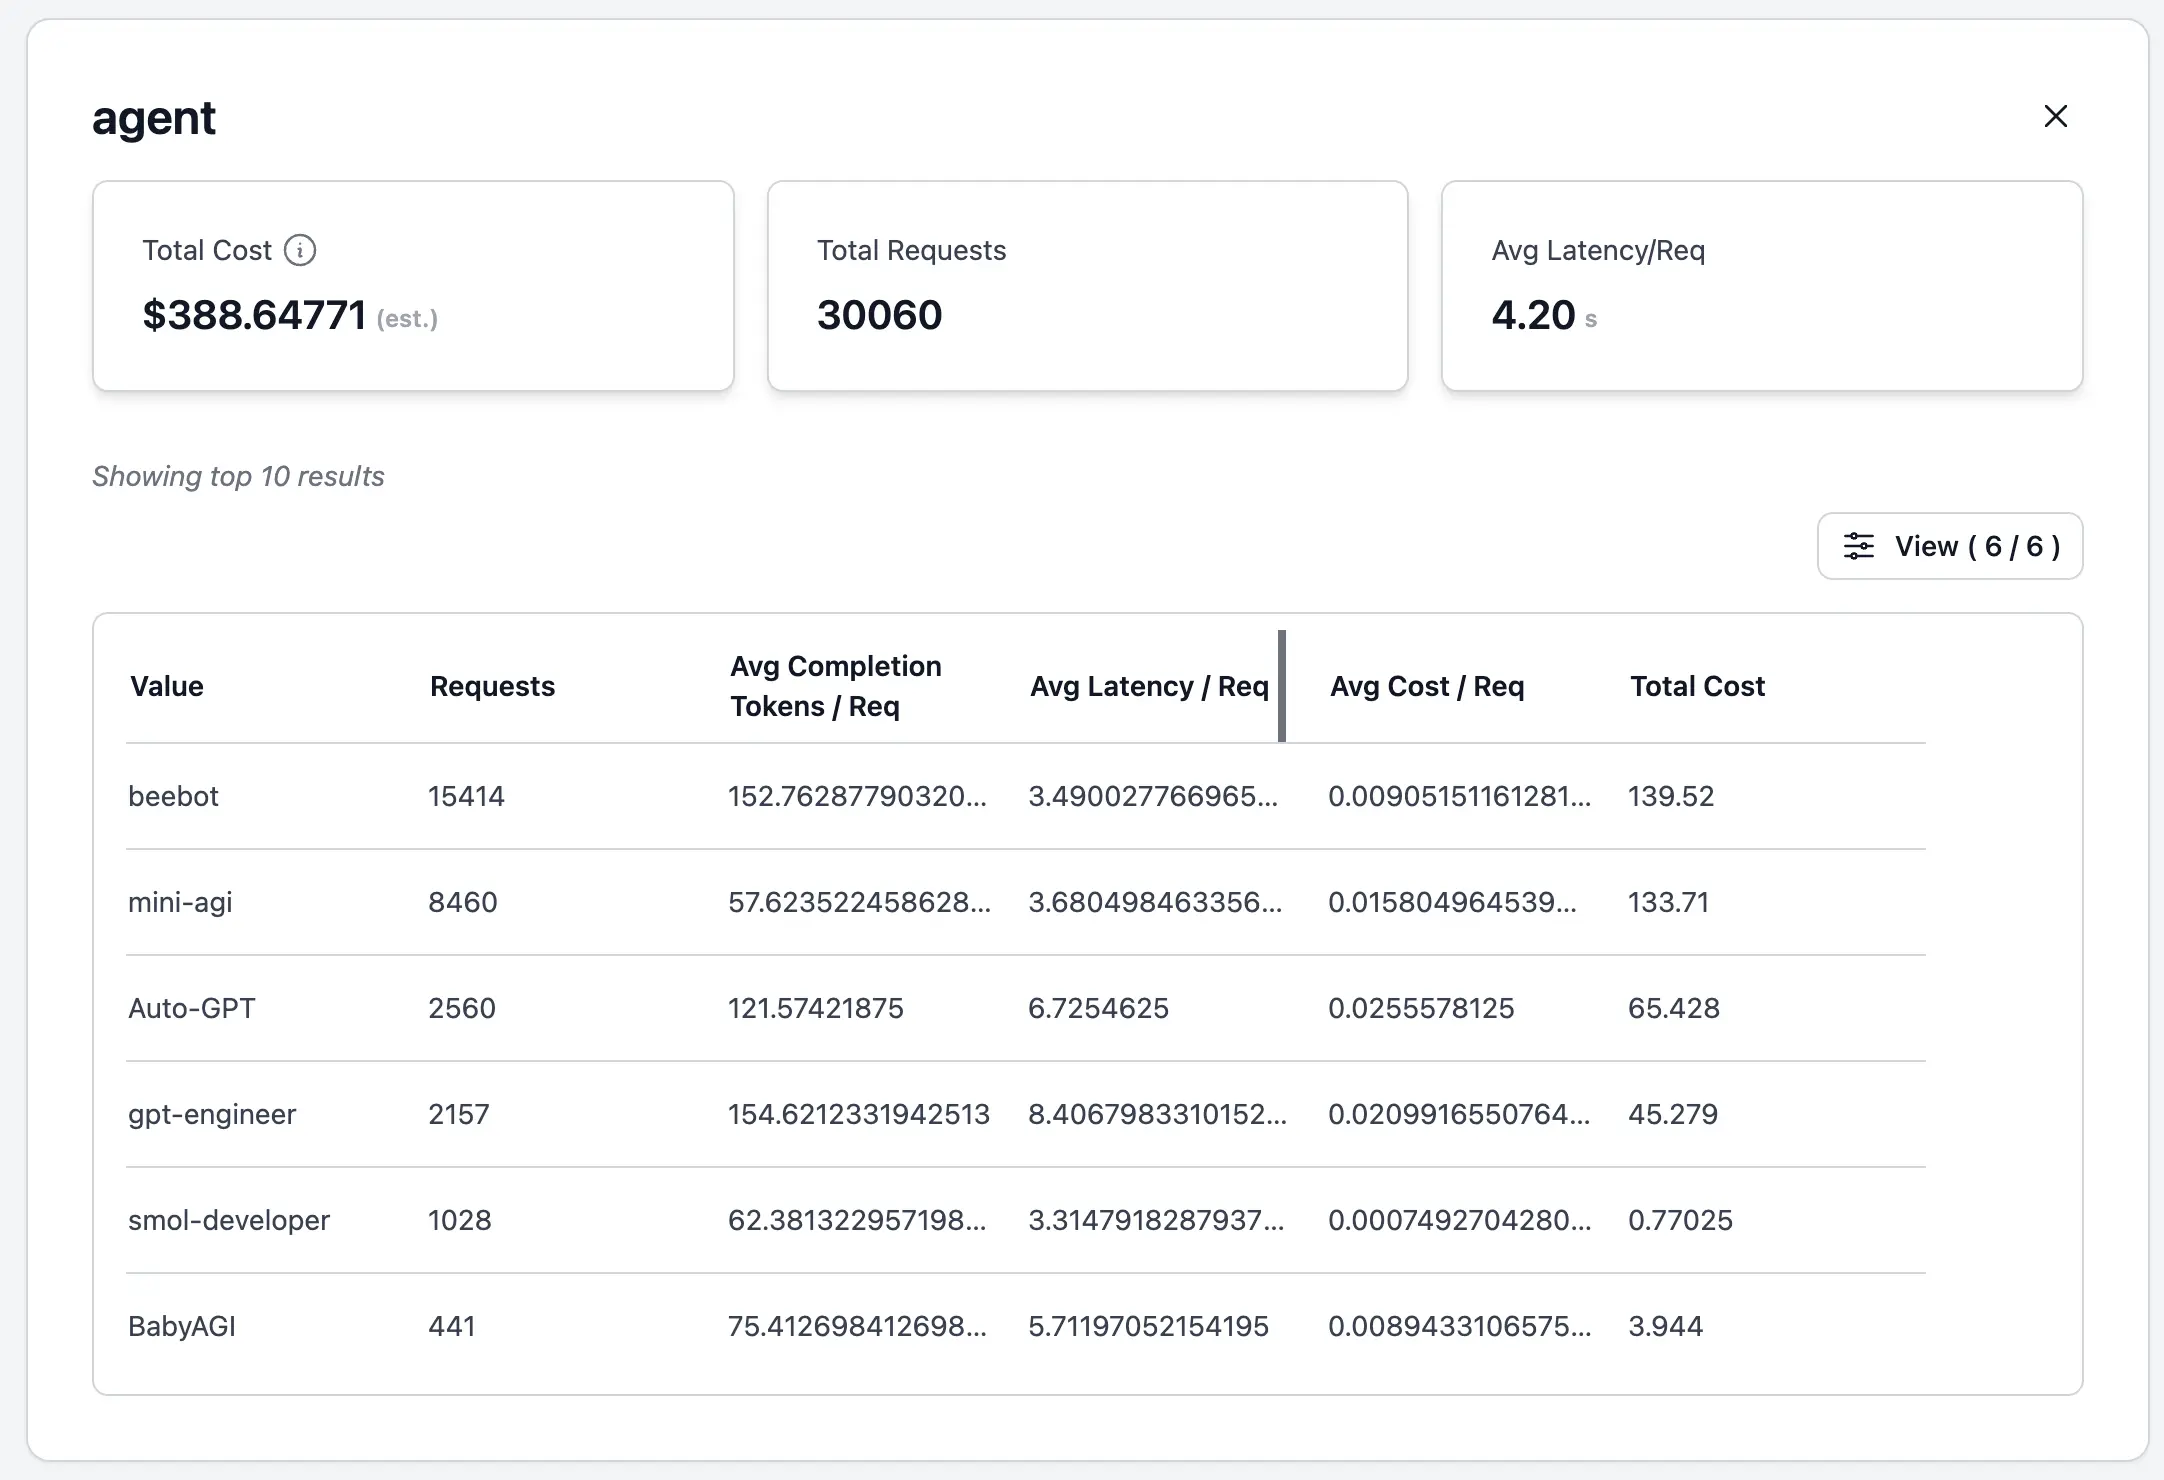 agent
Total Cost
$388.64771 (est.)
Total Requests
30060
Avg Latency/Req
4.20 s
Showing top 10 results
View ( 6 / 6 )
Value Requests Avg Completion Tokens / Req Avg Latency / Req Avg Cost / Req Total Cost
beebot 15414 152.76287790320... 3.490027766965... 0.00905151161281... 139.52
mini-agi 8460 57.623522458628... 3.680498463356... 0.015804964539... 133.71
Auto-GPT 2560 121.57421875 6.7254625 0.0255578125 65.428
gpt-engineer 2157 154.6212331942513 8.4067983310152... 0.0209916550764... 45.279
smol-developer 1028 62.381322957198... 3.3147918287937... 0.0007492704280... 0.77025
BabyAGI 441 75.412698412698... 5.71197052154195 0.0089433106575... 3.944